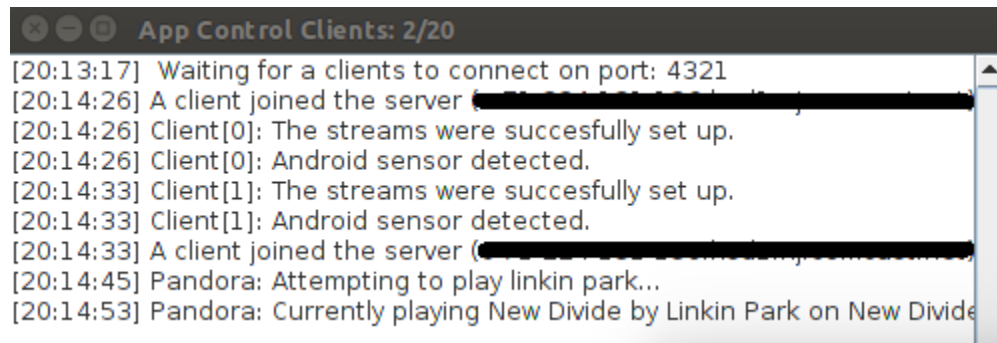 App Control Clients: 2/20
[20:13:17]  Waiting for a clients to connect on port: 4321
[20:14:26] A client joined the server (
[20:14:26] Client[0]: The streams were succesfully set up.
[20:14:26] Client[0]: Android sensor detected.
[20:14:33] Client[1]: The streams were succesfully set up.
[20:14:33] Client[1]: Android sensor detected.
[20:14:33] A client joined the server (
[20:14:45] Pandora: Attempting to play linkin park...
[20:14:53] Pandora: Currently playing New Divide by Linkin Park on New Divide